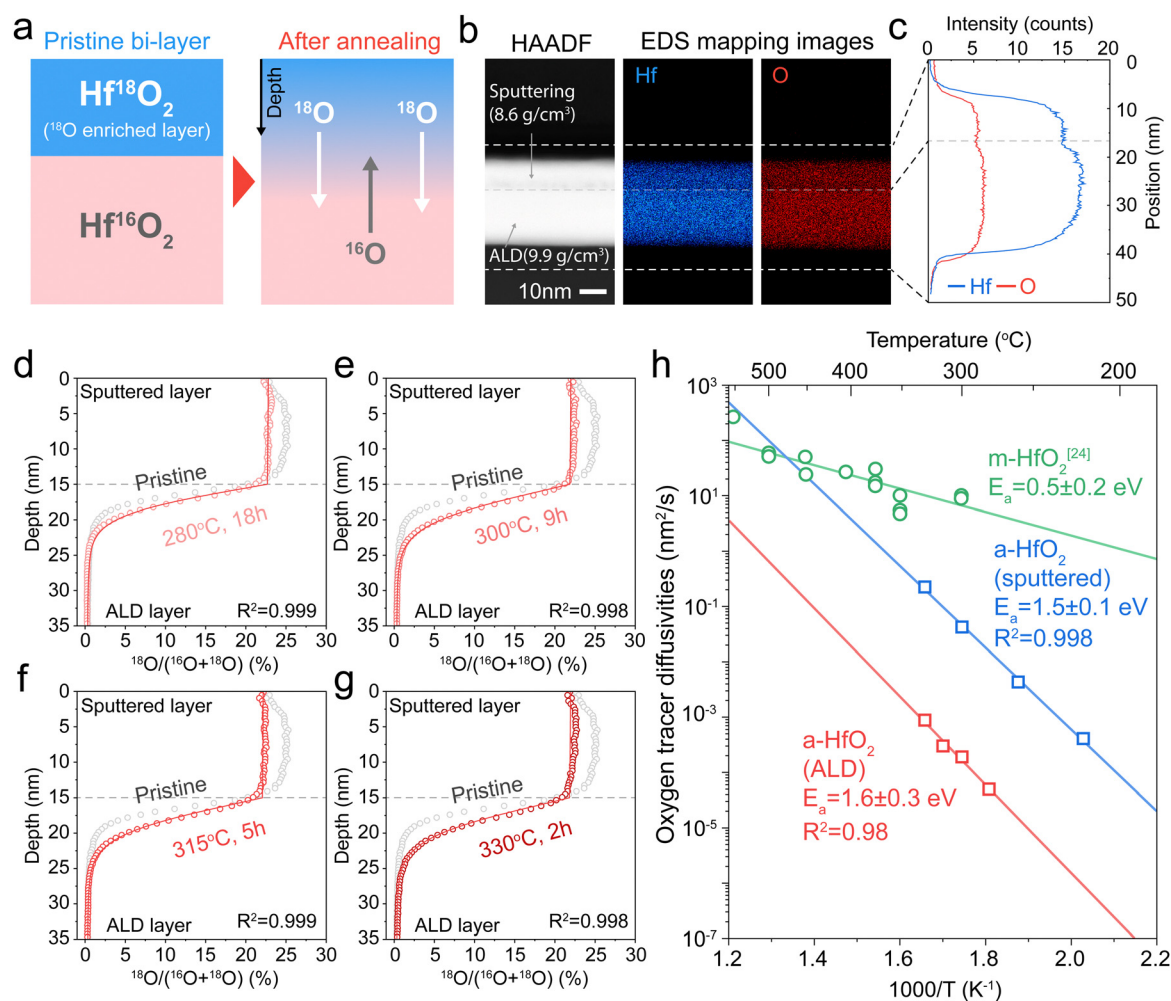 a
Pristine bi-layer
After annealing
Hf¹⁸O₂
(¹⁸O enriched layer)
Hf¹⁶O₂
Depth
¹⁸O
¹⁸O
¹⁶O
b
HAADF
EDS mapping images
Sputtering
(8.6 g/cm³)
ALD(9.9 g/cm³)
10nm
Hf
O
c
Intensity (counts)
0 5 10 15 20
0
10
20
30
40
50
Position (nm)
Hf
O
d
0
5
10
15
20
25
30
35
Depth (nm)
Sputtered layer
Pristine
280°C, 18h
ALD layer
R²=0.999
0 5 10 15 20 25 30
¹⁸O/(¹⁶O+¹⁸O) (%)
e
0
5
10
15
20
25
30
35
Depth (nm)
Sputtered layer
Pristine
300°C, 9h
ALD layer
R²=0.998
0 5 10 15 20 25 30
¹⁸O/(¹⁶O+¹⁸O) (%)
f
0
5
10
15
20
25
30
35
Depth (nm)
Sputtered layer
Pristine
315°C, 5h
ALD layer
R²=0.999
0 5 10 15 20 25 30
¹⁸O/(¹⁶O+¹⁸O) (%)
g
0
5
10
15
20
25
30
35
Depth (nm)
Sputtered layer
Pristine
330°C, 2h
ALD layer
R²=0.998
0 5 10 15 20 25 30
¹⁸O/(¹⁶O+¹⁸O) (%)
h
Temperature (°C)
500 400 300 200
10³
10¹
10⁻¹
10⁻³
10⁻⁵
10⁻⁷
Oxygen tracer diffusivities (nm²/s)
m-HfO₂[24]
Eₐ=0.5±0.2 eV
a-HfO₂
(sputtered)
Eₐ=1.5±0.1 eV
R²=0.998
a-HfO₂
(ALD)
Eₐ=1.6±0.3 eV
R²=0.98
1.2 1.4 1.6 1.8 2.0 2.2
1000/T (K⁻¹)